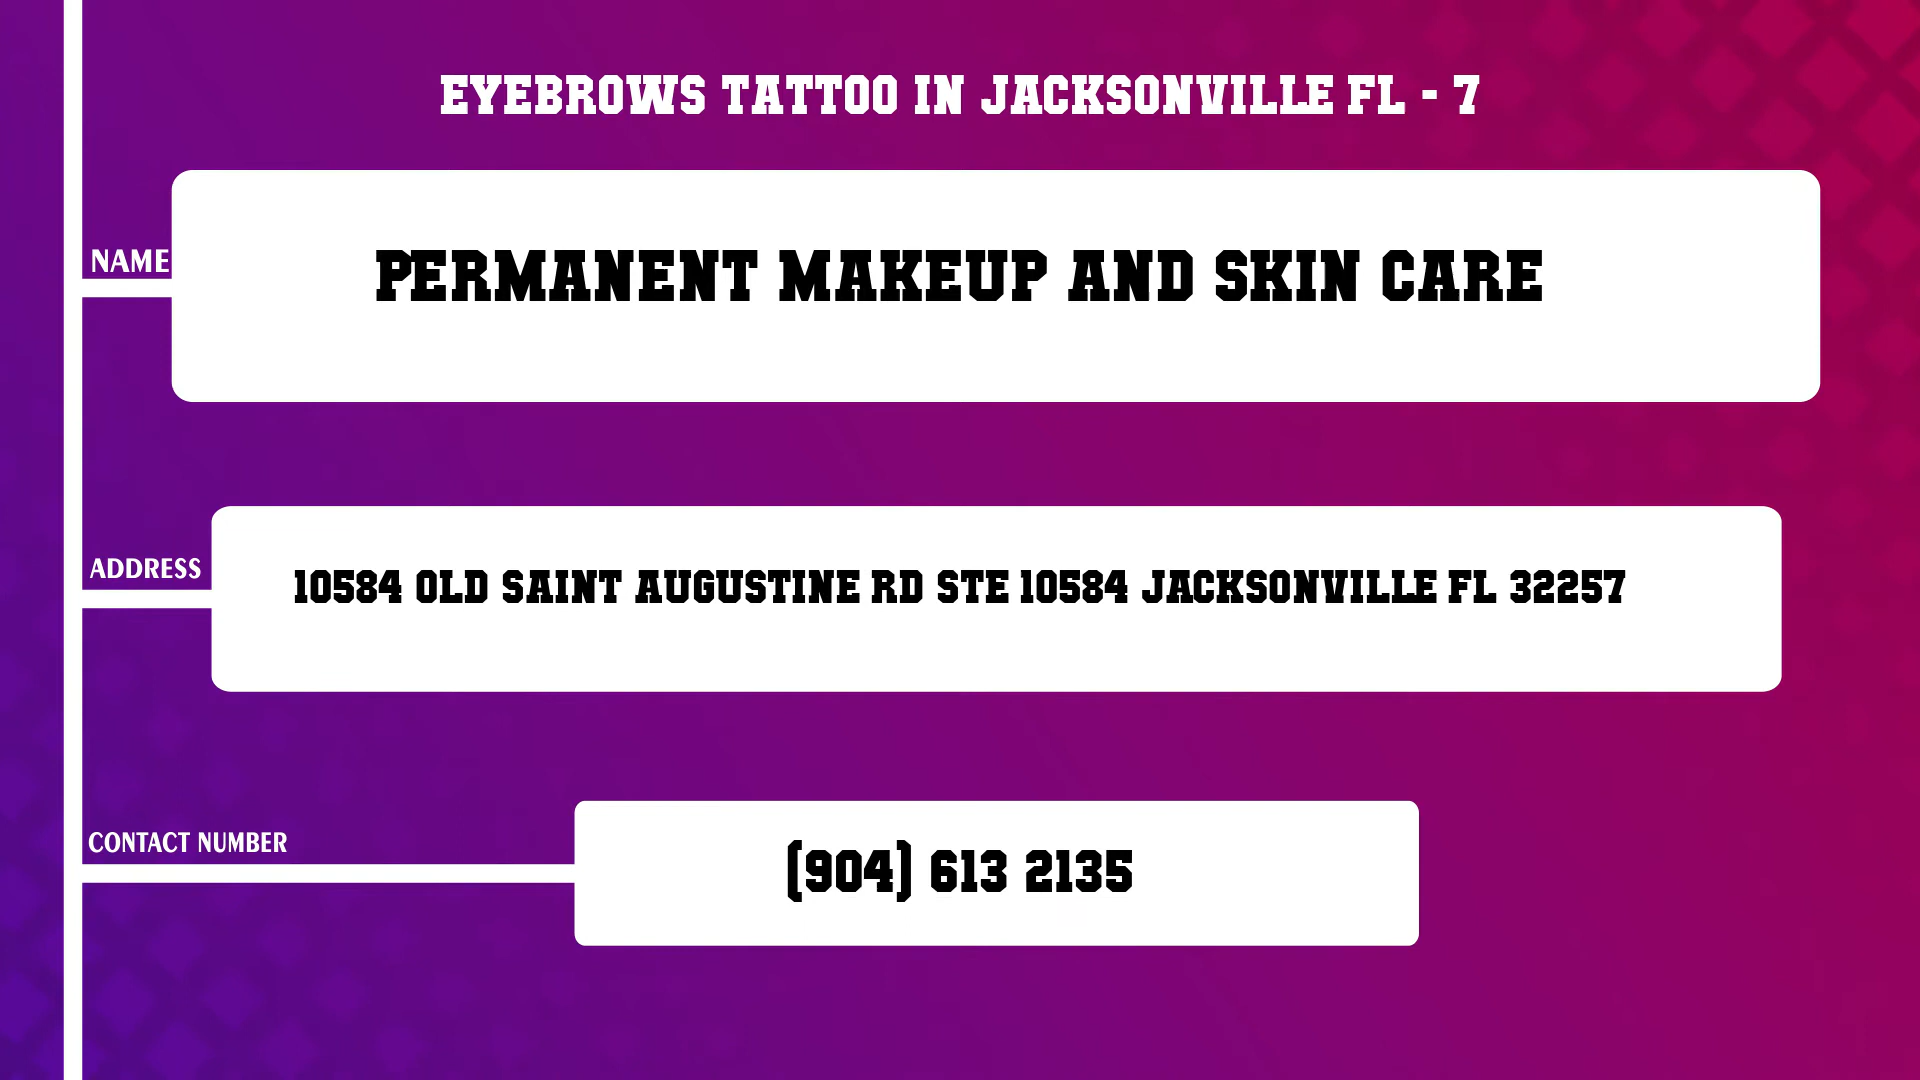 EYEBROWS TATTOO IN JACKSONVILLE FL - 7
NAME
PERMANENT MAKEUP AND SKIN CARE
ADDRESS
10584 OLD SAINT AUGUSTINE RD STE 10584 JACKSONVILLE FL 32257
CONTACT NUMBER
(904) 613 2135